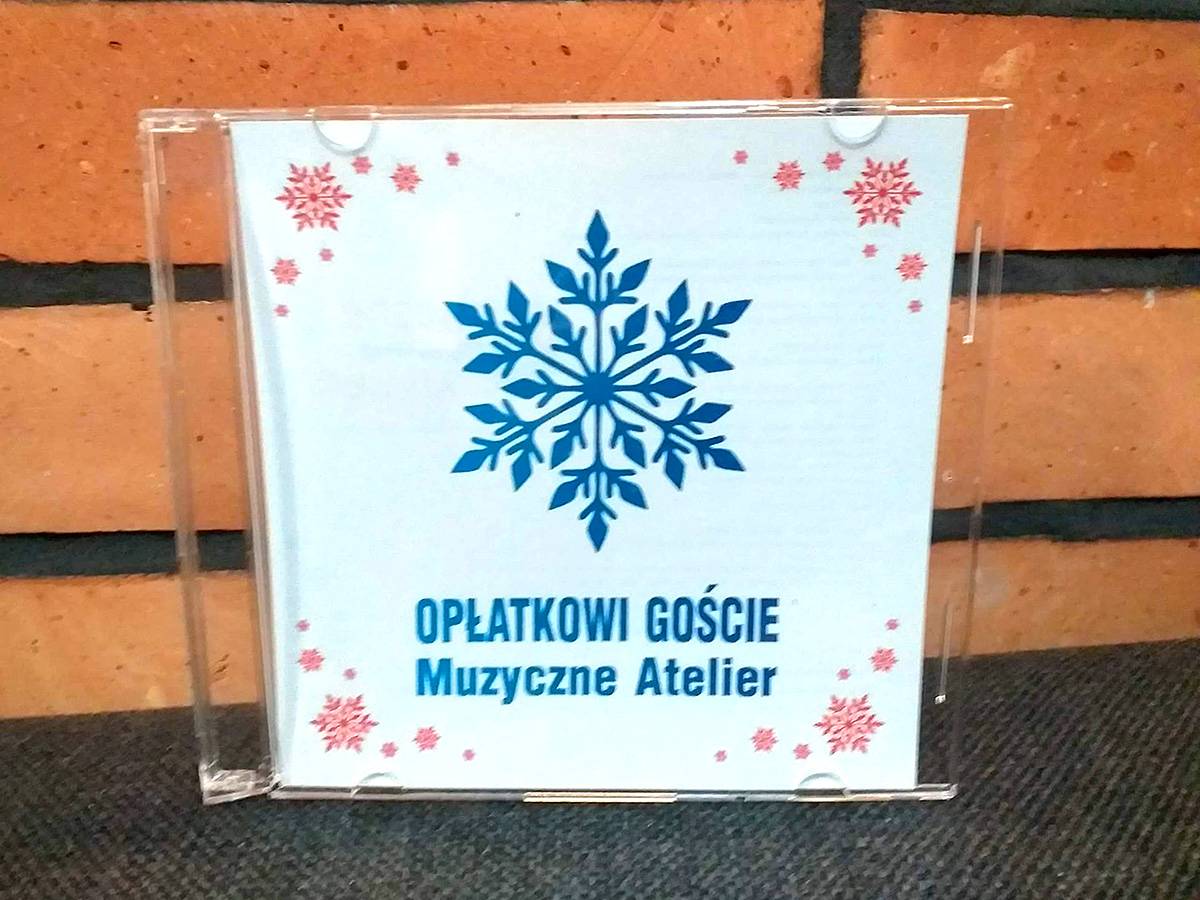 OPŁATKOWI GOŚCIE
Muzyczne Atelier